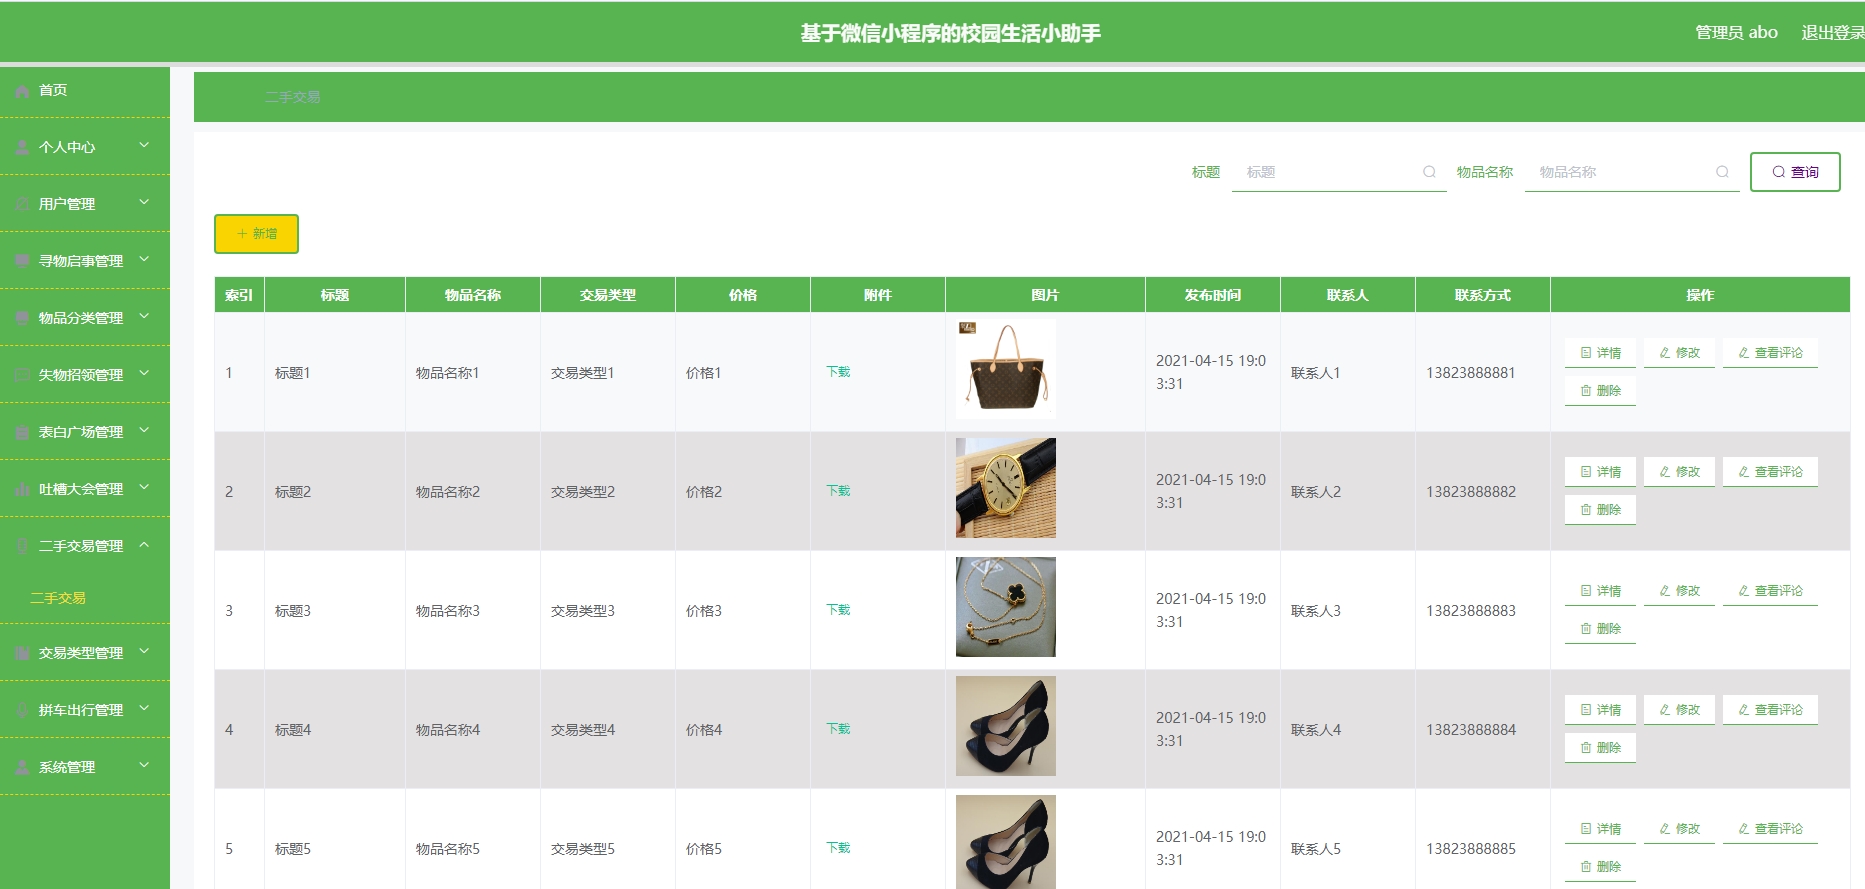 基于微信小程序的校园生活小助手
管理员 abo 退出登录
首页
个人中心
用户管理
寻物启事管理
物品分类管理
失物招领管理
表白广场管理
吐槽大会管理
二手交易管理
二手交易
交易类型管理
拼车出行管理
系统管理
二手交易
标题 标题 物品名称 物品名称 查询
新增
索引 标题 物品名称 交易类型 价格 附件 图片 发布时间 联系人 联系方式 操作
1 标题1 物品名称1 交易类型1 价格1 下载 2021-04-15 19:0 联系人1 13823888881 详情 修改 查看评论
3:31 删除
2 标题2 物品名称2 交易类型2 价格2 下载 2021-04-15 19:0 联系人2 13823888882 详情 修改 查看评论
3:31 删除
3 标题3 物品名称3 交易类型3 价格3 下载 2021-04-15 19:0 联系人3 13823888883 详情 修改 查看评论
3:31 删除
4 标题4 物品名称4 交易类型4 价格4 下载 2021-04-15 19:0 联系人4 13823888884 详情 修改 查看评论
3:31 删除
5 标题5 物品名称5 交易类型5 价格5 下载 2021-04-15 19:0 联系人5 13823888885 详情 修改 查看评论
3:31 删除